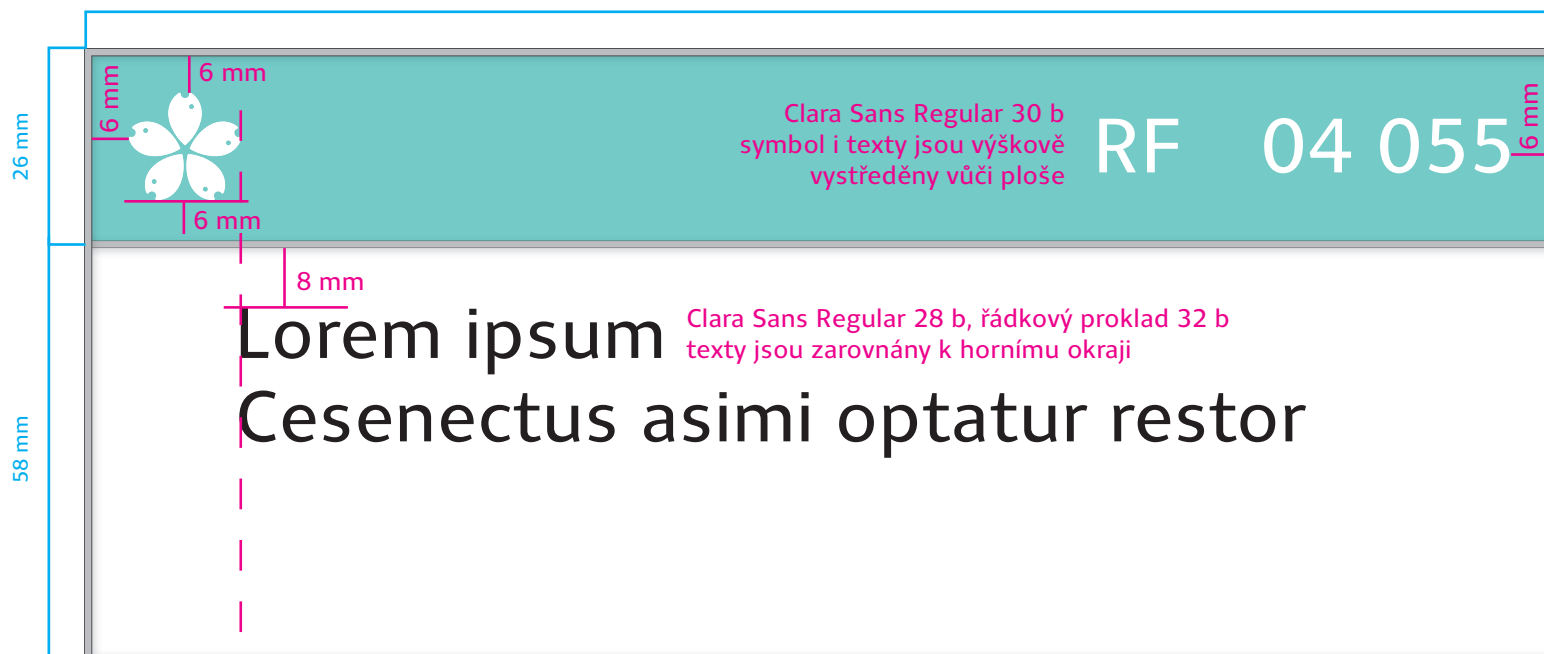 6 mm
6 mm
6 mm
26 mm
Clara Sans Regular 30 b
symbol i texty jsou výškově
vystředěny vůči ploše
RF 04 055
6 mm
8 mm
Lorem ipsum
Clara Sans Regular 28 b, řádkový proklad 32 b
texty jsou zarovnány k hornímu okraji
Cesenectus asimi optatur restor
58 mm